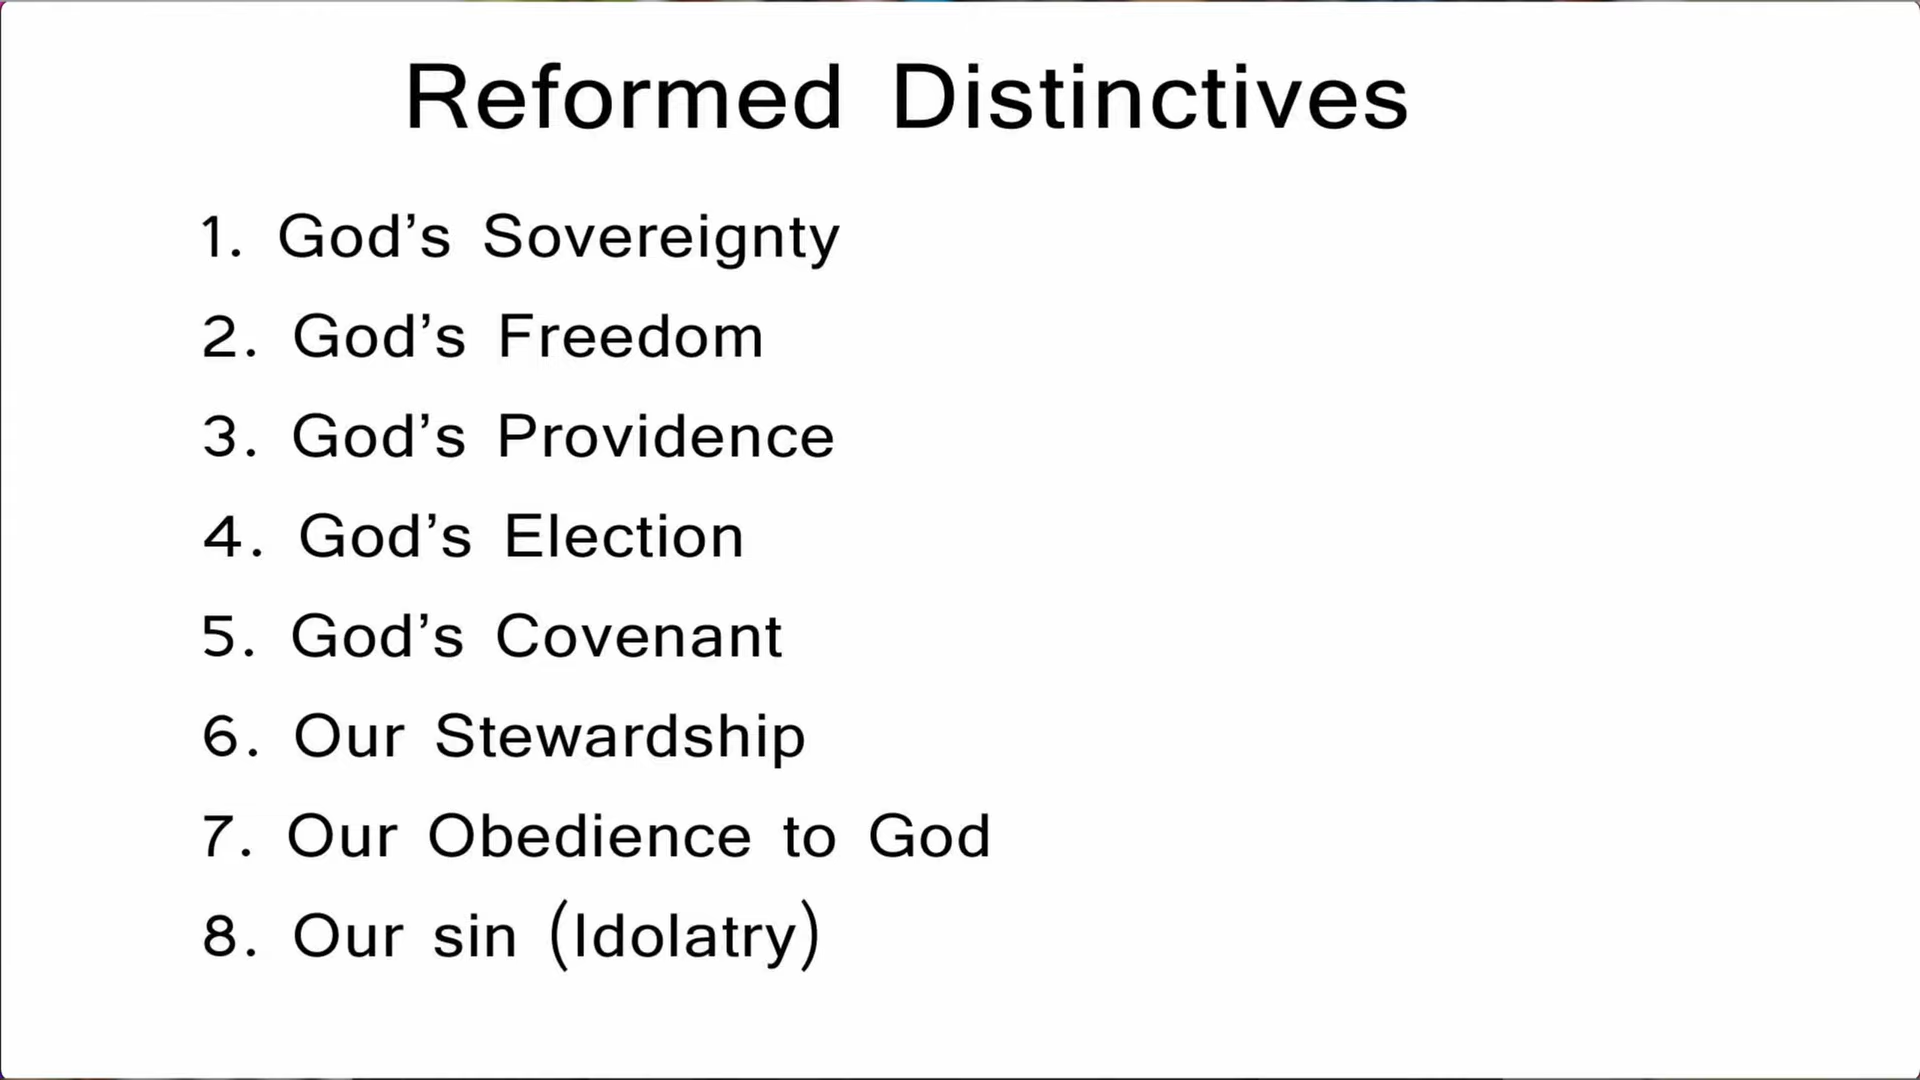 Reformed Distinctives
1. God’s Sovereignty
2. God’s Freedom
3. God’s Providence
4. God’s Election
5. God’s Covenant
6. Our Stewardship
7. Our Obedience to God
8. Our sin (Idolatry)